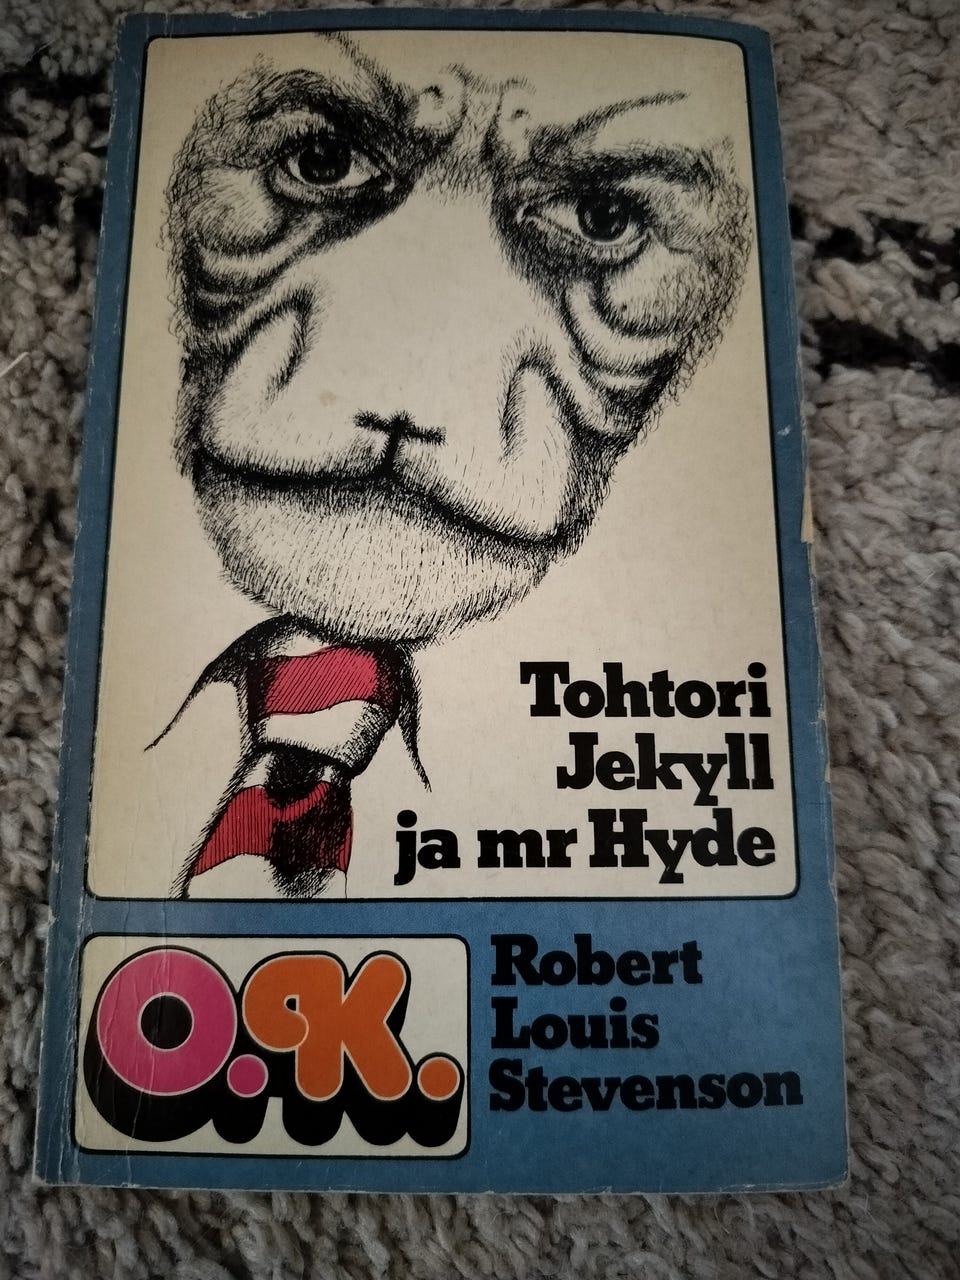 Tohtori
Jekyll
ja mr Hyde
O.K.
Robert
Louis
Stevenson